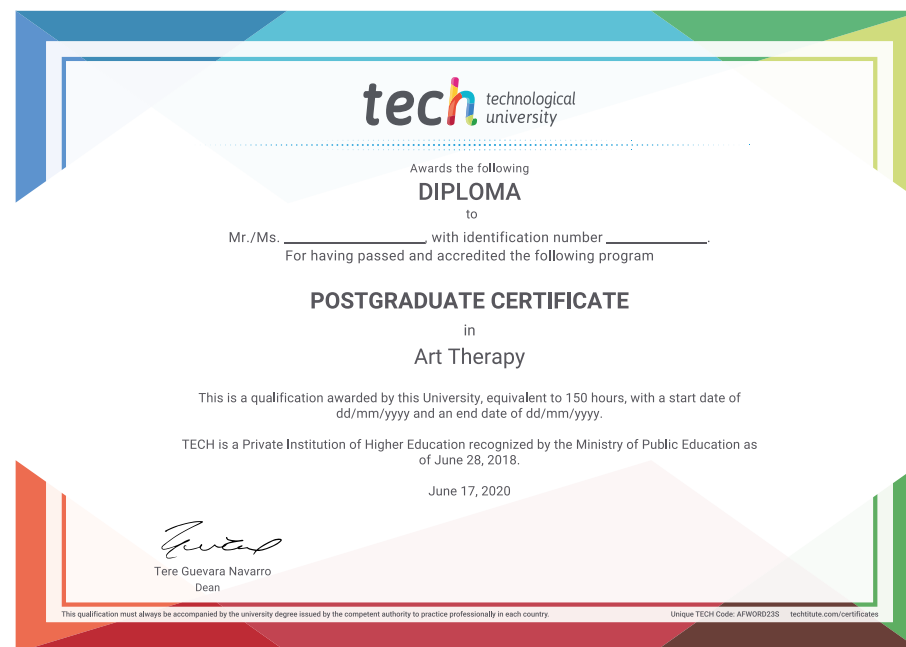 tech technological
university
Awards the following
DIPLOMA
to
Mr./Ms. ____________________, with identification number ______________.
For having passed and accredited the following program
POSTGRADUATE CERTIFICATE
in
Art Therapy
This is a qualification awarded by this University, equivalent to 150 hours, with a start date of
dd/mm/yyyy and an end date of dd/mm/yyyy.
TECH is a Private Institution of Higher Education recognized by the Ministry of Public Education as
of June 28, 2018.
June 17, 2020
Tere Guevara Navarro
Dean
This qualification must always be accompanied by the university degree issued by the competent authority to practice professionally in each country. Unique TECH Code: AFWORD23S techtitute.com/certificates